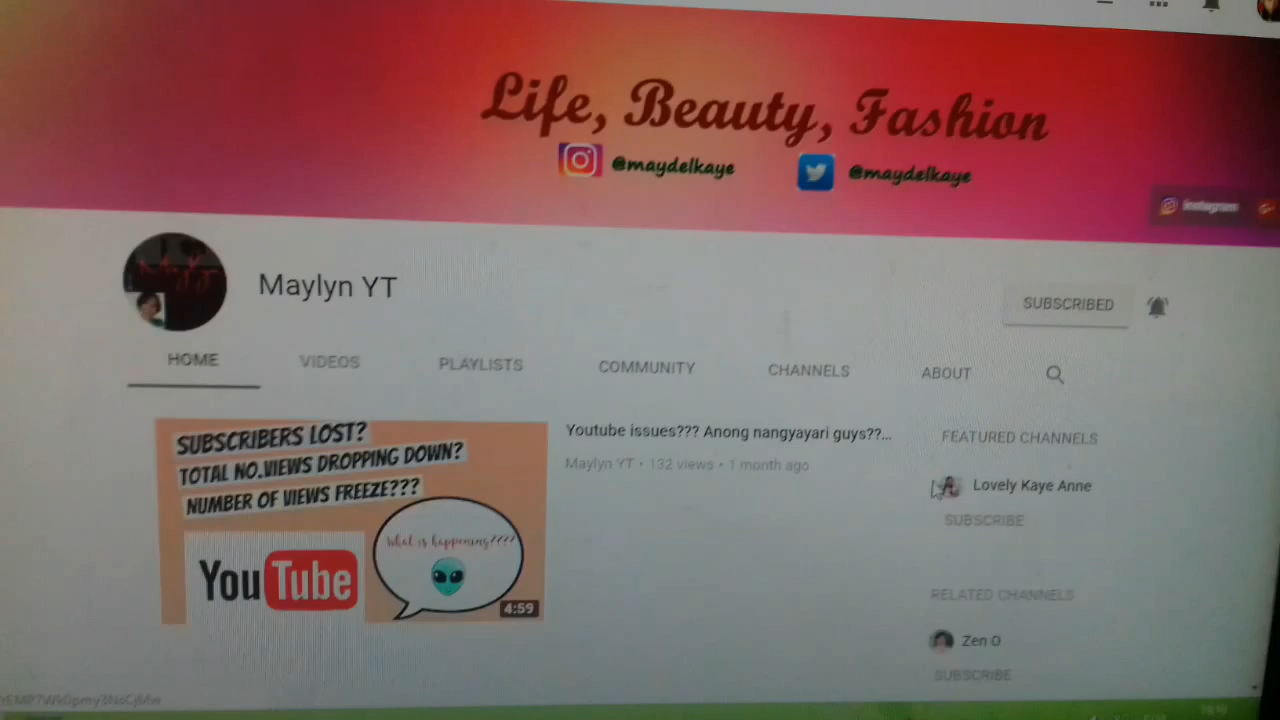 Life, Beauty, Fashion
@maydelkaye @maydelkaye
Instagram
Maylyn YT
SUBSCRIBED
HOME VIDEOS PLAYLISTS COMMUNITY CHANNELS ABOUT
SUBSCRIBERS LOST?
TOTAL NO.VIEWS DROPPING DOWN?
NUMBER OF VIEWS FREEZE???
What is happening????
YouTube
4:59
Youtube issues??? Anong nangyayari guys??...
Maylyn YT • 132 views • 1 month ago
FEATURED CHANNELS
Lovely Kaye Anne
SUBSCRIBE
RELATED CHANNELS
Zen O
SUBSCRIBE